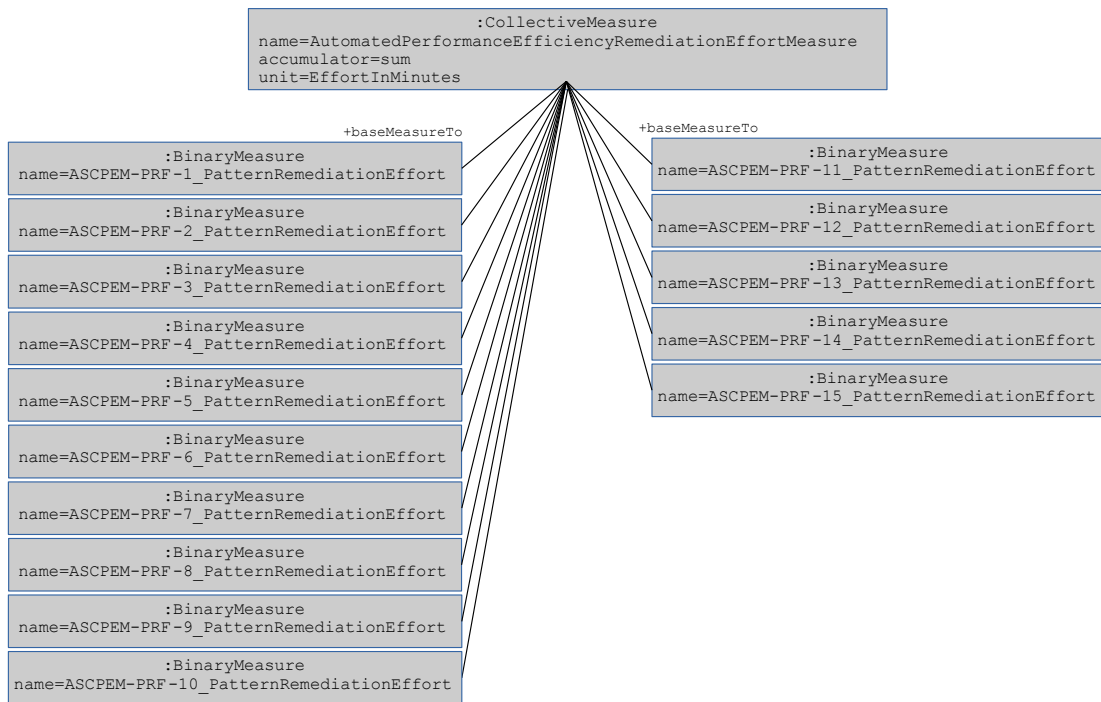 :CollectiveMeasure
name=AutomatedPerformanceEfficiencyRemediationEffortMeasure
accumulator=sum
unit=EffortInMinutes
+baseMeasureTo
:BinaryMeasure
name=ASCPEM-PRF-1_PatternRemediationEffort
:BinaryMeasure
name=ASCPEM-PRF-2_PatternRemediationEffort
:BinaryMeasure
name=ASCPEM-PRF-3_PatternRemediationEffort
:BinaryMeasure
name=ASCPEM-PRF-4_PatternRemediationEffort
:BinaryMeasure
name=ASCPEM-PRF-5_PatternRemediationEffort
:BinaryMeasure
name=ASCPEM-PRF-6_PatternRemediationEffort
:BinaryMeasure
name=ASCPEM-PRF-7_PatternRemediationEffort
:BinaryMeasure
name=ASCPEM-PRF-8_PatternRemediationEffort
:BinaryMeasure
name=ASCPEM-PRF-9_PatternRemediationEffort
:BinaryMeasure
name=ASCPEM-PRF-10_PatternRemediationEffort
+baseMeasureTo
:BinaryMeasure
name=ASCPEM-PRF-11_PatternRemediationEffort
:BinaryMeasure
name=ASCPEM-PRF-12_PatternRemediationEffort
:BinaryMeasure
name=ASCPEM-PRF-13_PatternRemediationEffort
:BinaryMeasure
name=ASCPEM-PRF-14_PatternRemediationEffort
:BinaryMeasure
name=ASCPEM-PRF-15_PatternRemediationEffort